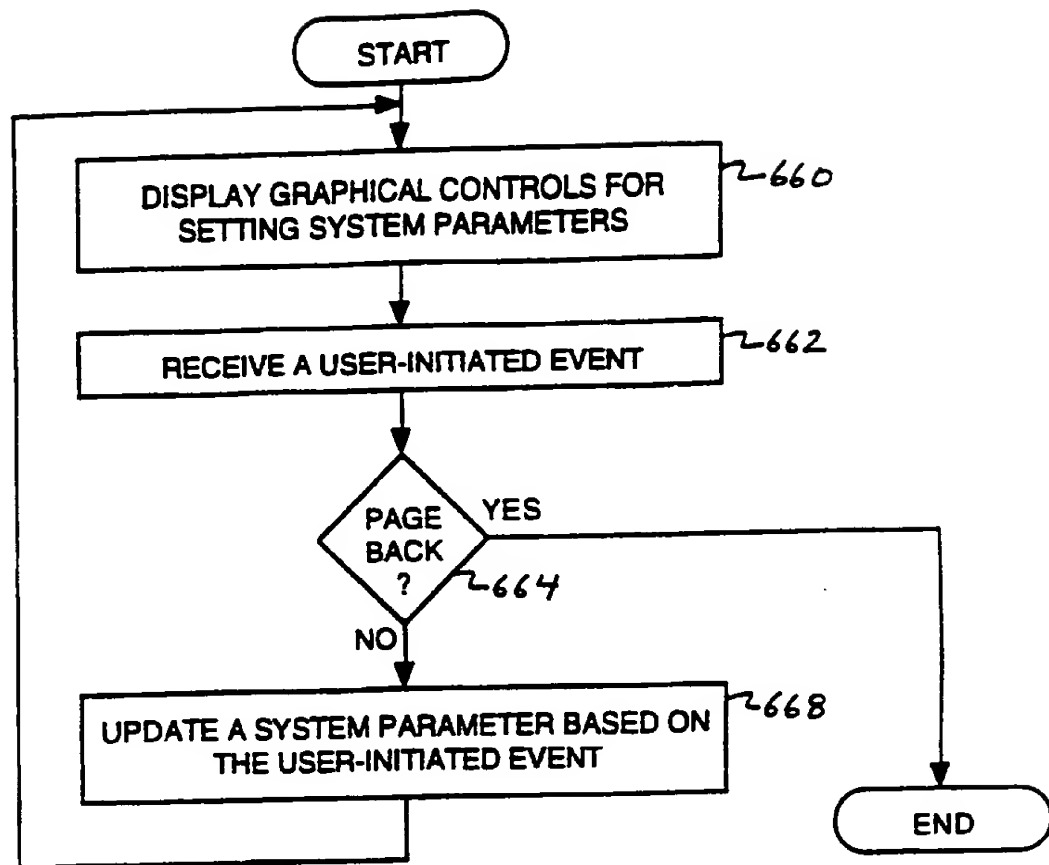 START
DISPLAY GRAPHICAL CONTROLS FOR
SETTING SYSTEM PARAMETERS
660
RECEIVE A USER-INITIATED EVENT
662
PAGE
BACK
?
YES
664
NO
UPDATE A SYSTEM PARAMETER BASED ON
THE USER-INITIATED EVENT
668
END